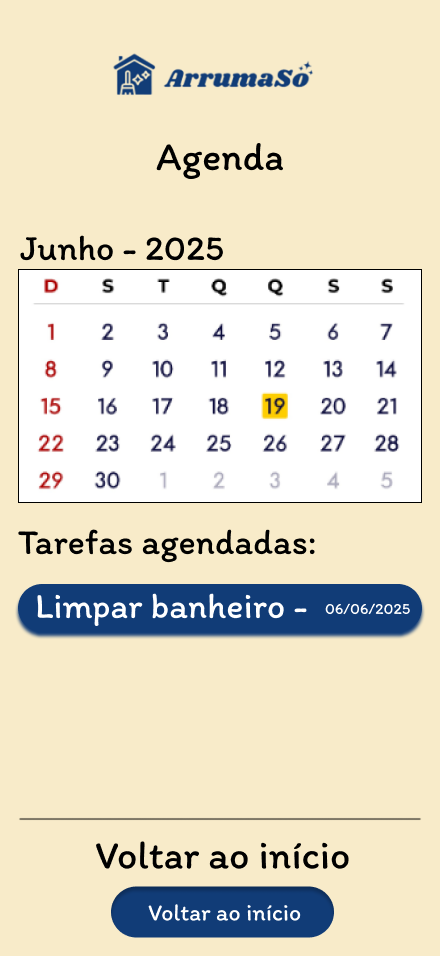 ArrumaSó
Agenda
Junho - 2025
D S T Q Q S S
1 2 3 4 5 6 7
8 9 10 11 12 13 14
15 16 17 18 19 20 21
22 23 24 25 26 27 28
29 30 1 2 3 4 5
Tarefas agendadas:
Limpar banheiro - 06/06/2025
Voltar ao início
Voltar ao início